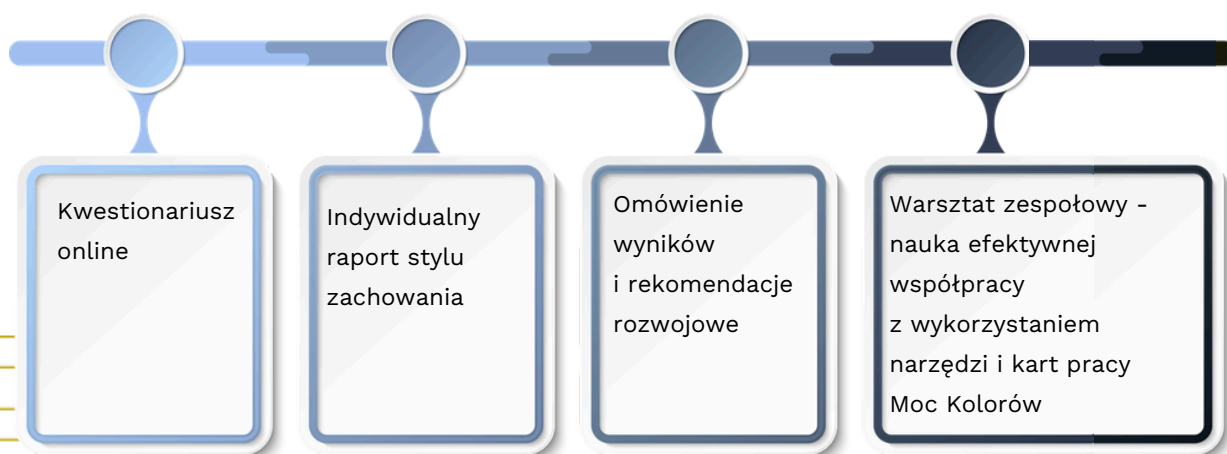 Kwestionariusz
online
Indywidualny
raport stylu
zachowania
Omówienie
wyników
i rekomendacje
rozwojowe
Warsztat zespołowy -
nauka efektywnej
współpracy
z wykorzystaniem
narzędzi i kart pracy
Moc Kolorów